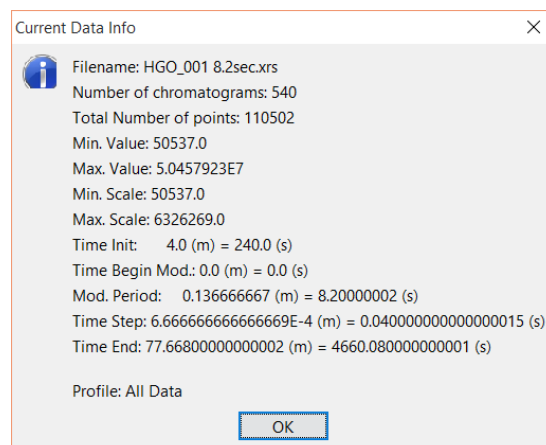 Current Data Info
Filename: HGO_001 8.2sec.xrs
Number of chromatograms: 540
Total Number of points: 110502
Min. Value: 50537.0
Max. Value: 5.0457923E7
Min. Scale: 50537.0
Max. Scale: 6326269.0
Time Init: 4.0 (m) = 240.0 (s)
Time Begin Mod.: 0.0 (m) = 0.0 (s)
Mod. Period: 0.136666667 (m) = 8.20000002 (s)
Time Step: 6.666666666666669E-4 (m) = 0.040000000000000015 (s)
Time End: 77.66800000000002 (m) = 4660.080000000001 (s)
Profile: All Data
OK